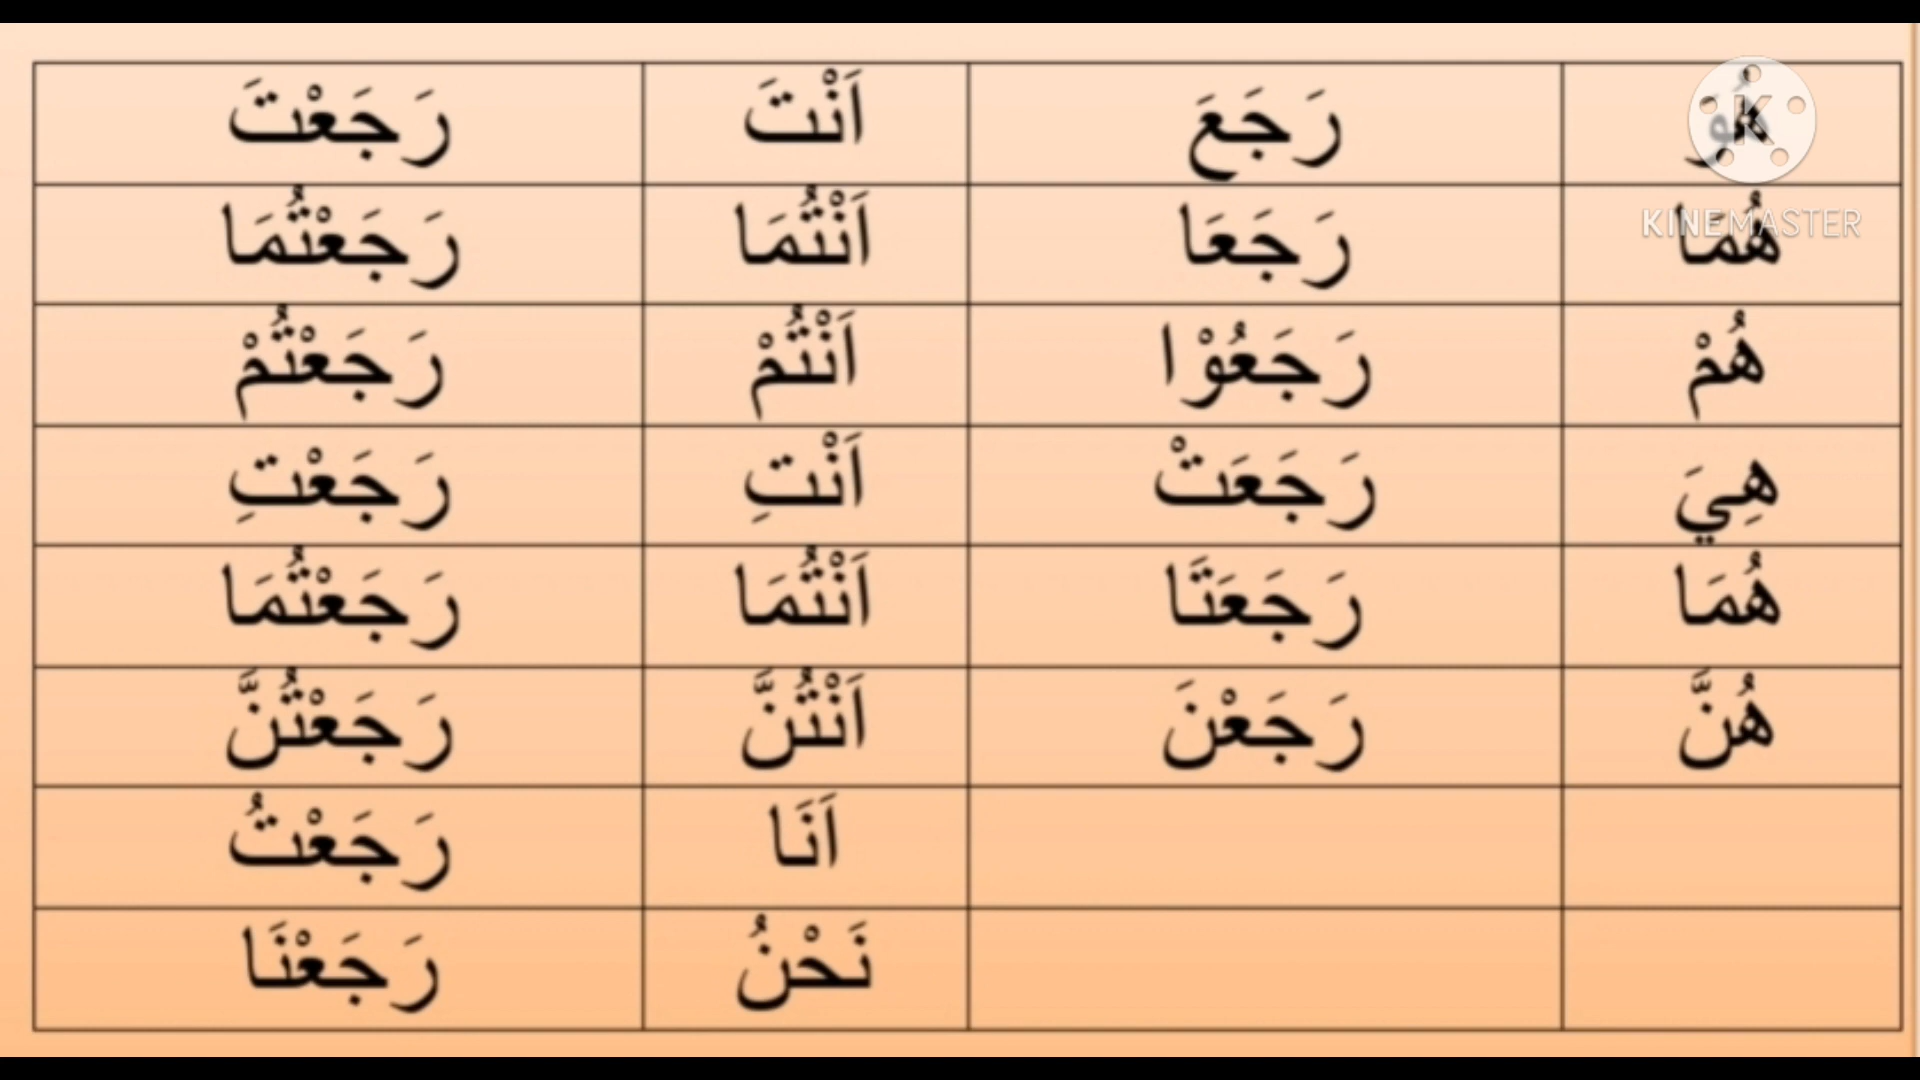 هُوَ رَجَعَ اَنْتَ رَجَعْتَ
KINEMASTER
هُمَا رَجَعَا اَنْتُمَا رَجَعْتُمَا
هُمْ رَجَعُوْا اَنْتُمْ رَجَعْتُمْ
هِيَ رَجَعَتْ اَنْتِ رَجَعْتِ
هُمَا رَجَعَتَا اَنْتُمَا رَجَعْتُمَا
هُنَّ رَجَعْنَ اَنْتُنَّ رَجَعْتُنَّ
اَنَا رَجَعْتُ
نَحْنُ رَجَعْنَا